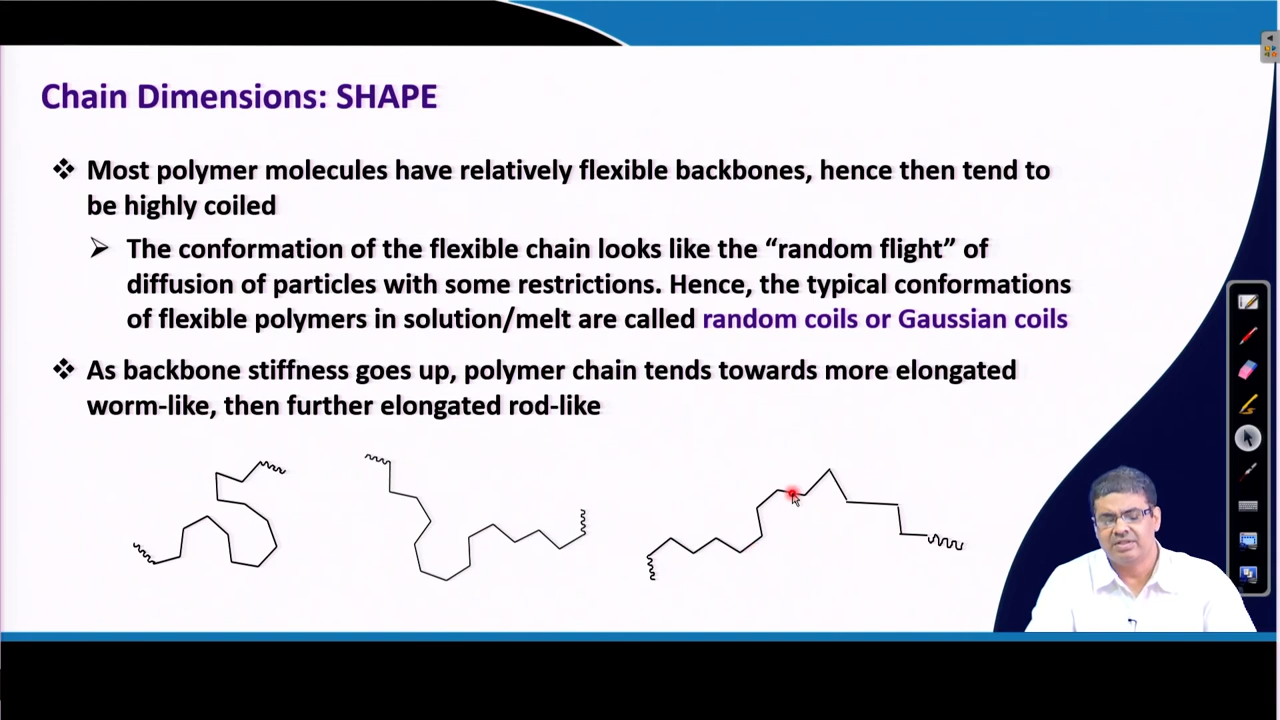 Chain Dimensions: SHAPE
❖ Most polymer molecules have relatively flexible backbones, hence then tend to
be highly coiled
➢ The conformation of the flexible chain looks like the “random flight” of
diffusion of particles with some restrictions. Hence, the typical conformations
of flexible polymers in solution/melt are called random coils or Gaussian coils
❖ As backbone stiffness goes up, polymer chain tends towards more elongated
worm-like, then further elongated rod-like